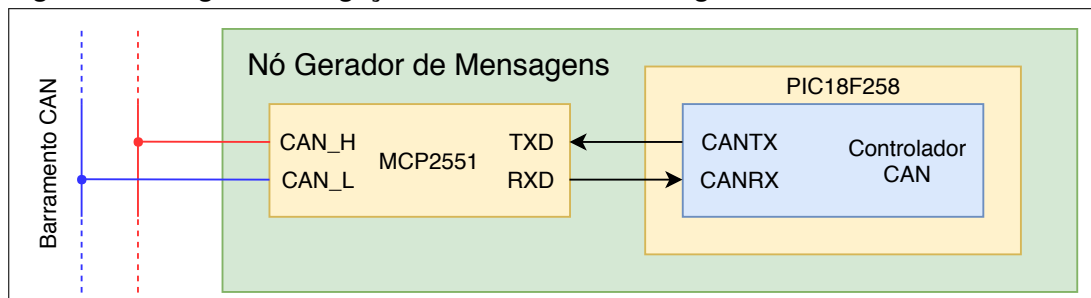 Nó Gerador de Mensagens
Barramento CAN
PIC18F258
CAN_H
CAN_L
MCP2551
TXD
RXD
CANTX
CANRX
Controlador
CAN